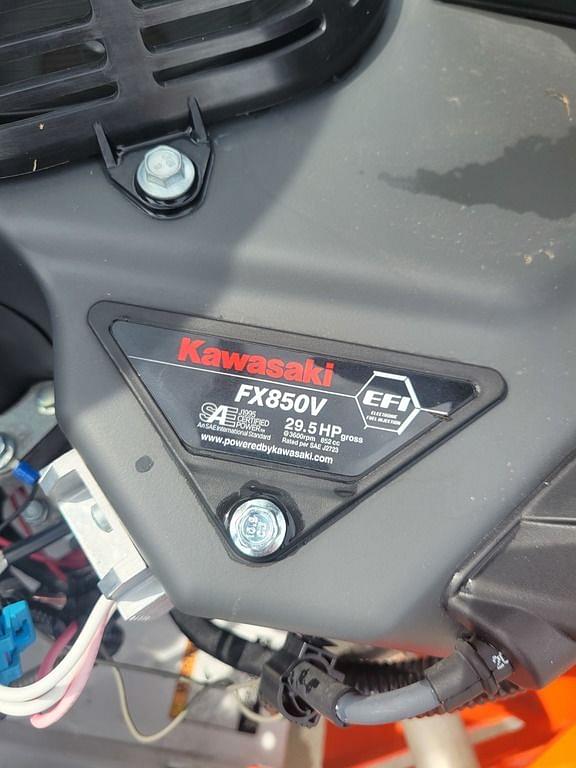 Kawasaki
FX850V
EFI
ELECTRONIC
FUEL INJECTION
SAE J1995
CERTIFIED
POWER™
An SAE International Standard
29.5 HP gross
@3600rpm 852 cc
Rated per SAE J2723
www.poweredbykawasaki.com